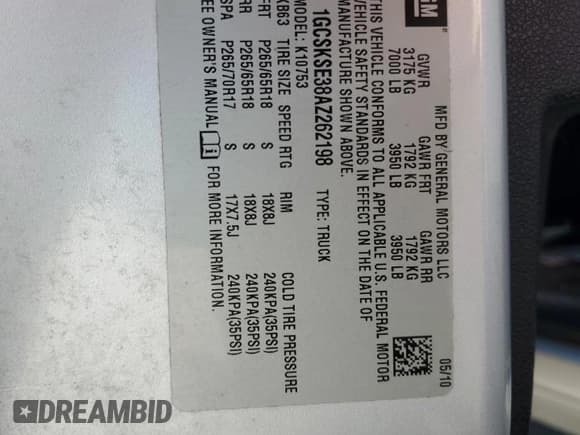 GM
MFD BY GENERAL MOTORS LLC
05/10
GVWR GAWR FRT GAWR RR
3175 KG 1792 KG 1792 KG
7000 LB 3950 LB 3950 LB
THIS VEHICLE CONFORMS TO ALL APPLICABLE U.S. FEDERAL MOTOR
VEHICLE SAFETY STANDARDS IN EFFECT ON THE DATE OF
MANUFACTURE SHOWN ABOVE.
1GCSKSE38AZ262198 TYPE: TRUCK
MODEL: K10753
XB63 TIRE SIZE SPEED RTG RIM COLD TIRE PRESSURE
FRT P265/65R18 S 18X8J 240KPA(35PSI)
RR P265/65R18 S 18X8J 240KPA(35PSI)
SPA P265/70R17 S 17X7.5J 240KPA(35PSI)
EE OWNER'S MANUAL i FOR MORE INFORMATION.
DREAMBID